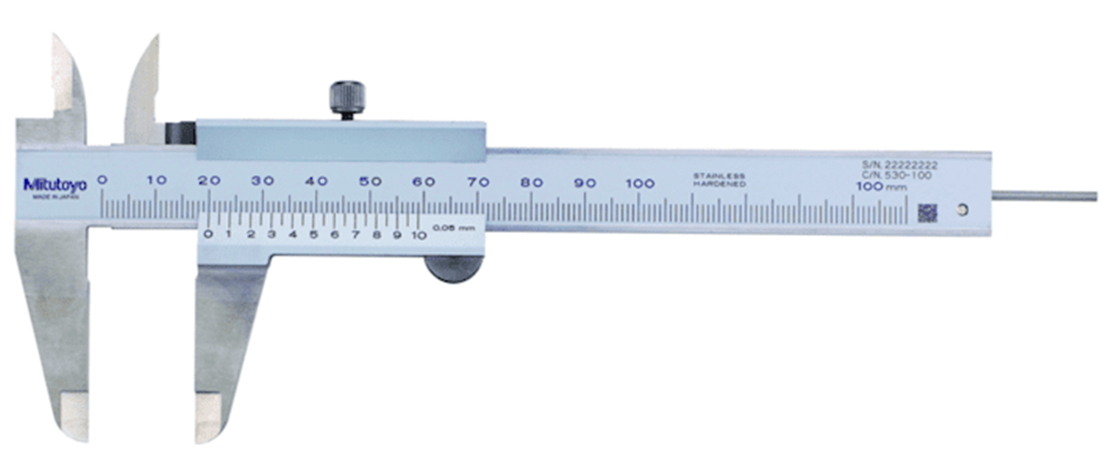 Mitutoyo
MADE IN JAPAN
0 10 20 30 40 50 60 70 80 90 100
STAINLESS
HARDENED
S/N. 22222222
C/N. 530-100
100 mm
0 1 2 3 4 5 6 7 8 9 10
0.05 mm